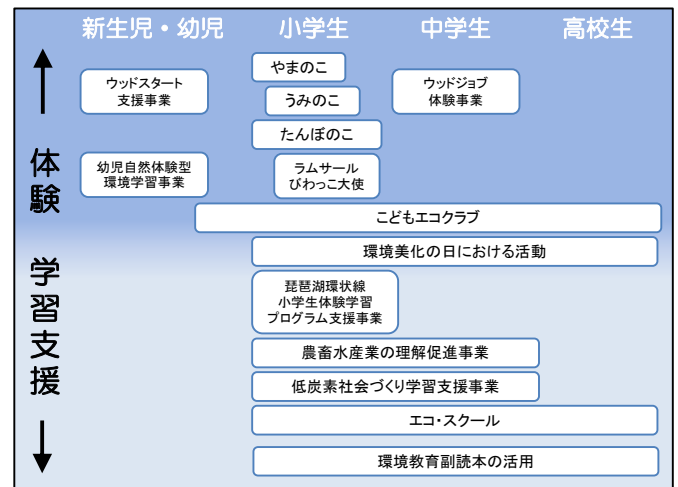 新生児・幼児 小学生 中学生 高校生
体験
学習支援
ウッドスタート
支援事業
やまのこ
うみのこ
ウッドジョブ
体験事業
たんぼのこ
幼児自然体験型
環境学習事業
ラムサール
びわっこ大使
こどもエコクラブ
環境美化の日における活動
琵琶湖環状線
小学生体験学習
プログラム支援事業
農畜水産業の理解促進事業
低炭素社会づくり学習支援事業
エコ・スクール
環境教育副読本の活用